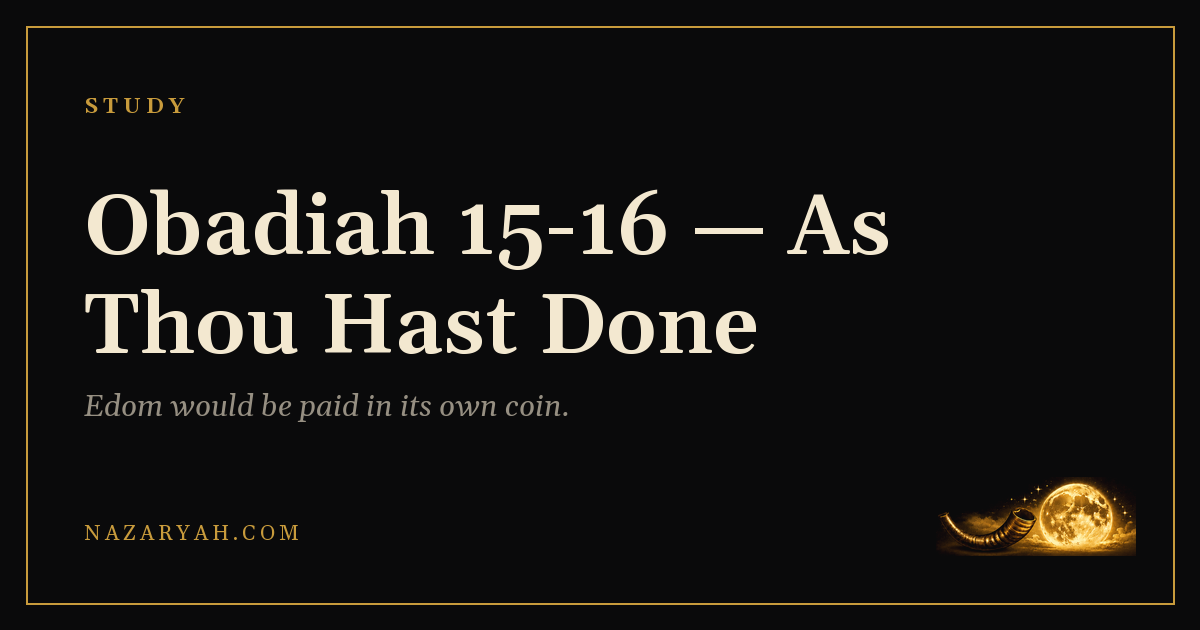 STUDY
Obadiah 15-16 — As
Thou Hast Done
Edom would be paid in its own coin.
NAZARYAH.COM